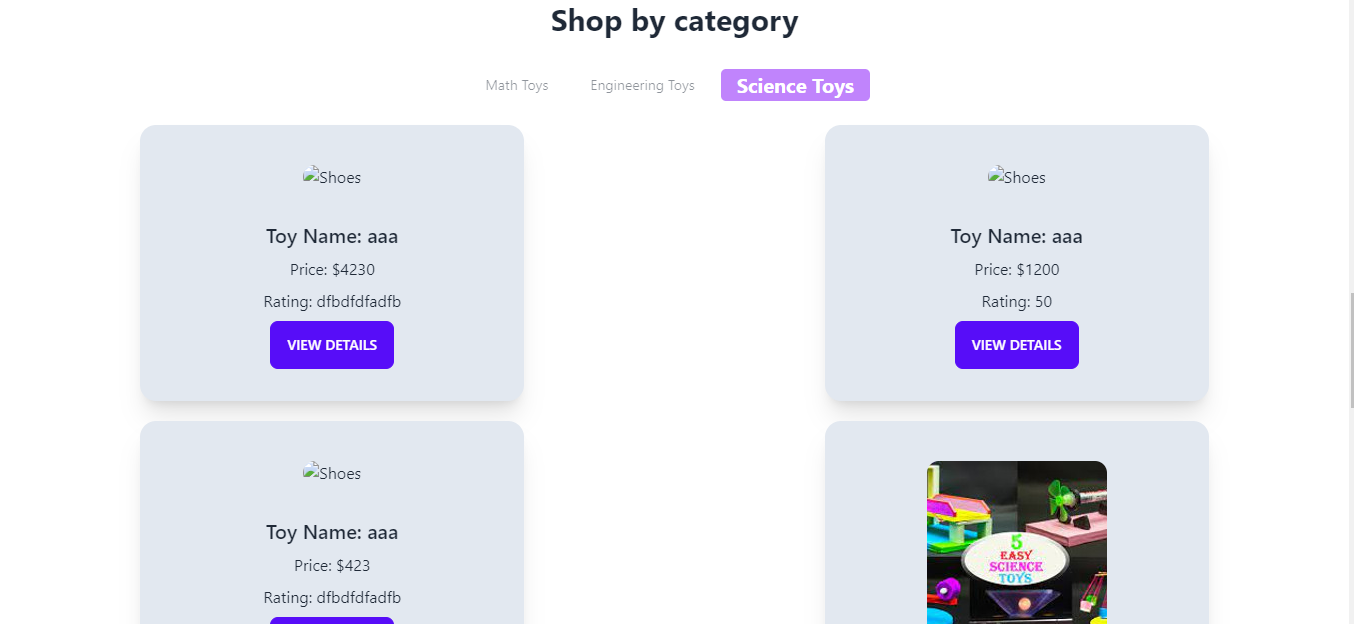 Shop by category
Math Toys
Engineering Toys
Science Toys
Shoes
Toy Name: aaa
Price: $4230
Rating: dfbdfdfadfb
VIEW DETAILS
Shoes
Toy Name: aaa
Price: $1200
Rating: 50
VIEW DETAILS
Shoes
Toy Name: aaa
Price: $423
Rating: dfbdfdfadfb
5
EASY
SCIENCE
TOYS